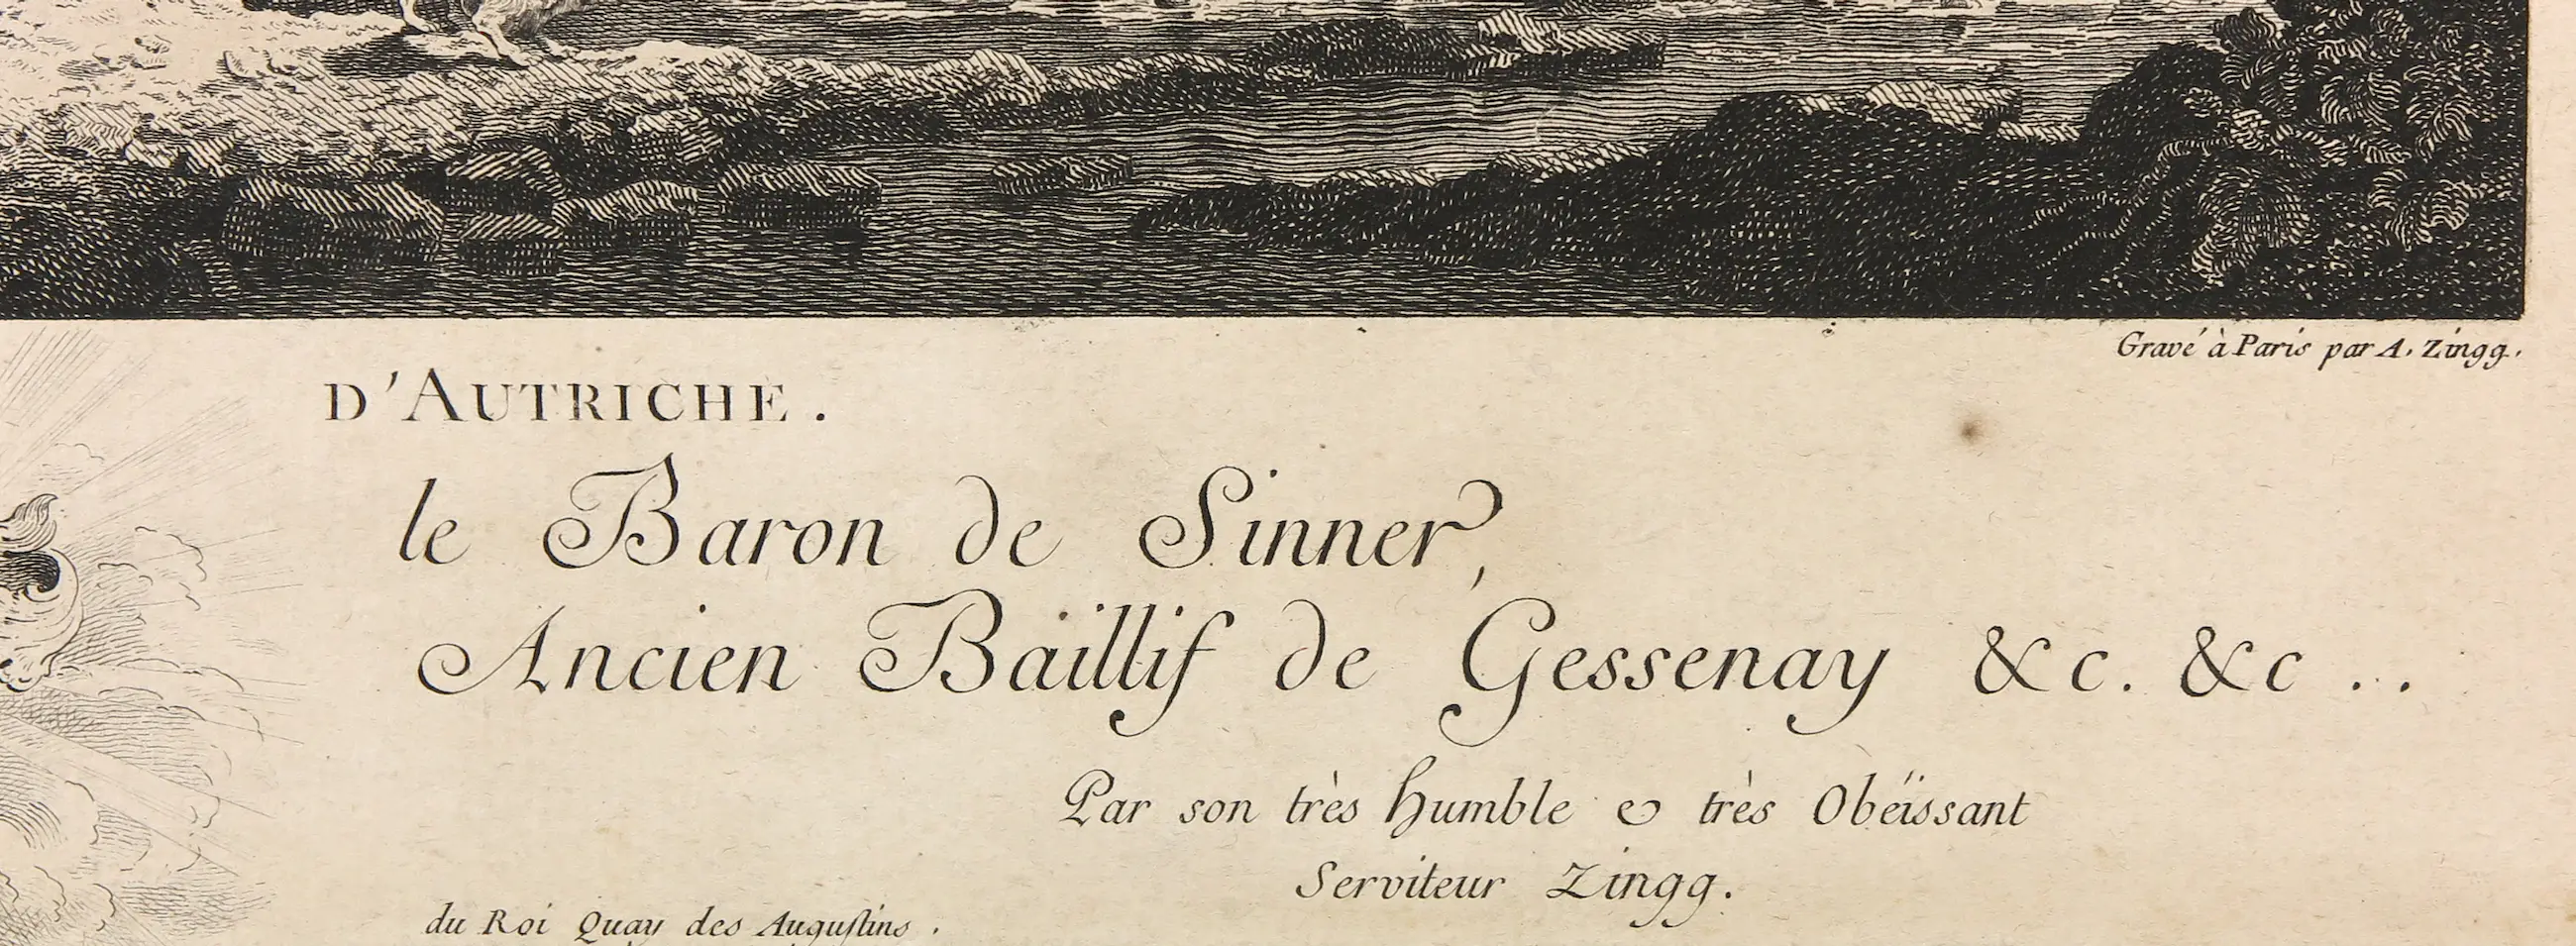 Gravé à Paris par A. Zingg.
D'AUTRICHE.
le Baron de Sinner,
Ancien Baillif de Gessenay &c. &c..
Par son très humble & très Obéïssant
Serviteur Zingg.
du Roi Quay des Auguſtins.